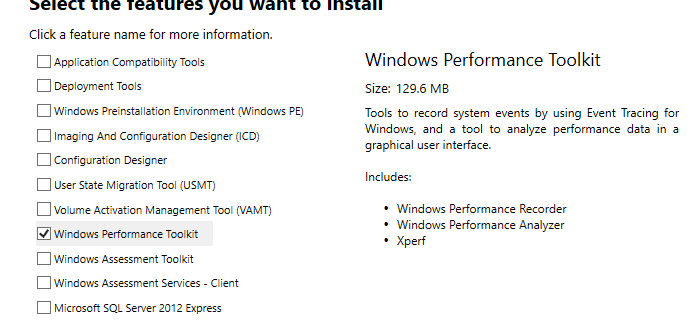 Select the features you want to install
Click a feature name for more information.
Application Compatibility Tools
Deployment Tools
Windows Preinstallation Environment (Windows PE)
Imaging And Configuration Designer (ICD)
Configuration Designer
User State Migration Tool (USMT)
Volume Activation Management Tool (VAMT)
Windows Performance Toolkit
Windows Assessment Toolkit
Windows Assessment Services - Client
Microsoft SQL Server 2012 Express
Windows Performance Toolkit
Size: 129.6 MB
Tools to record system events by using Event Tracing for
Windows, and a tool to analyze performance data in a
graphical user interface.
Includes:
• Windows Performance Recorder
• Windows Performance Analyzer
• Xperf